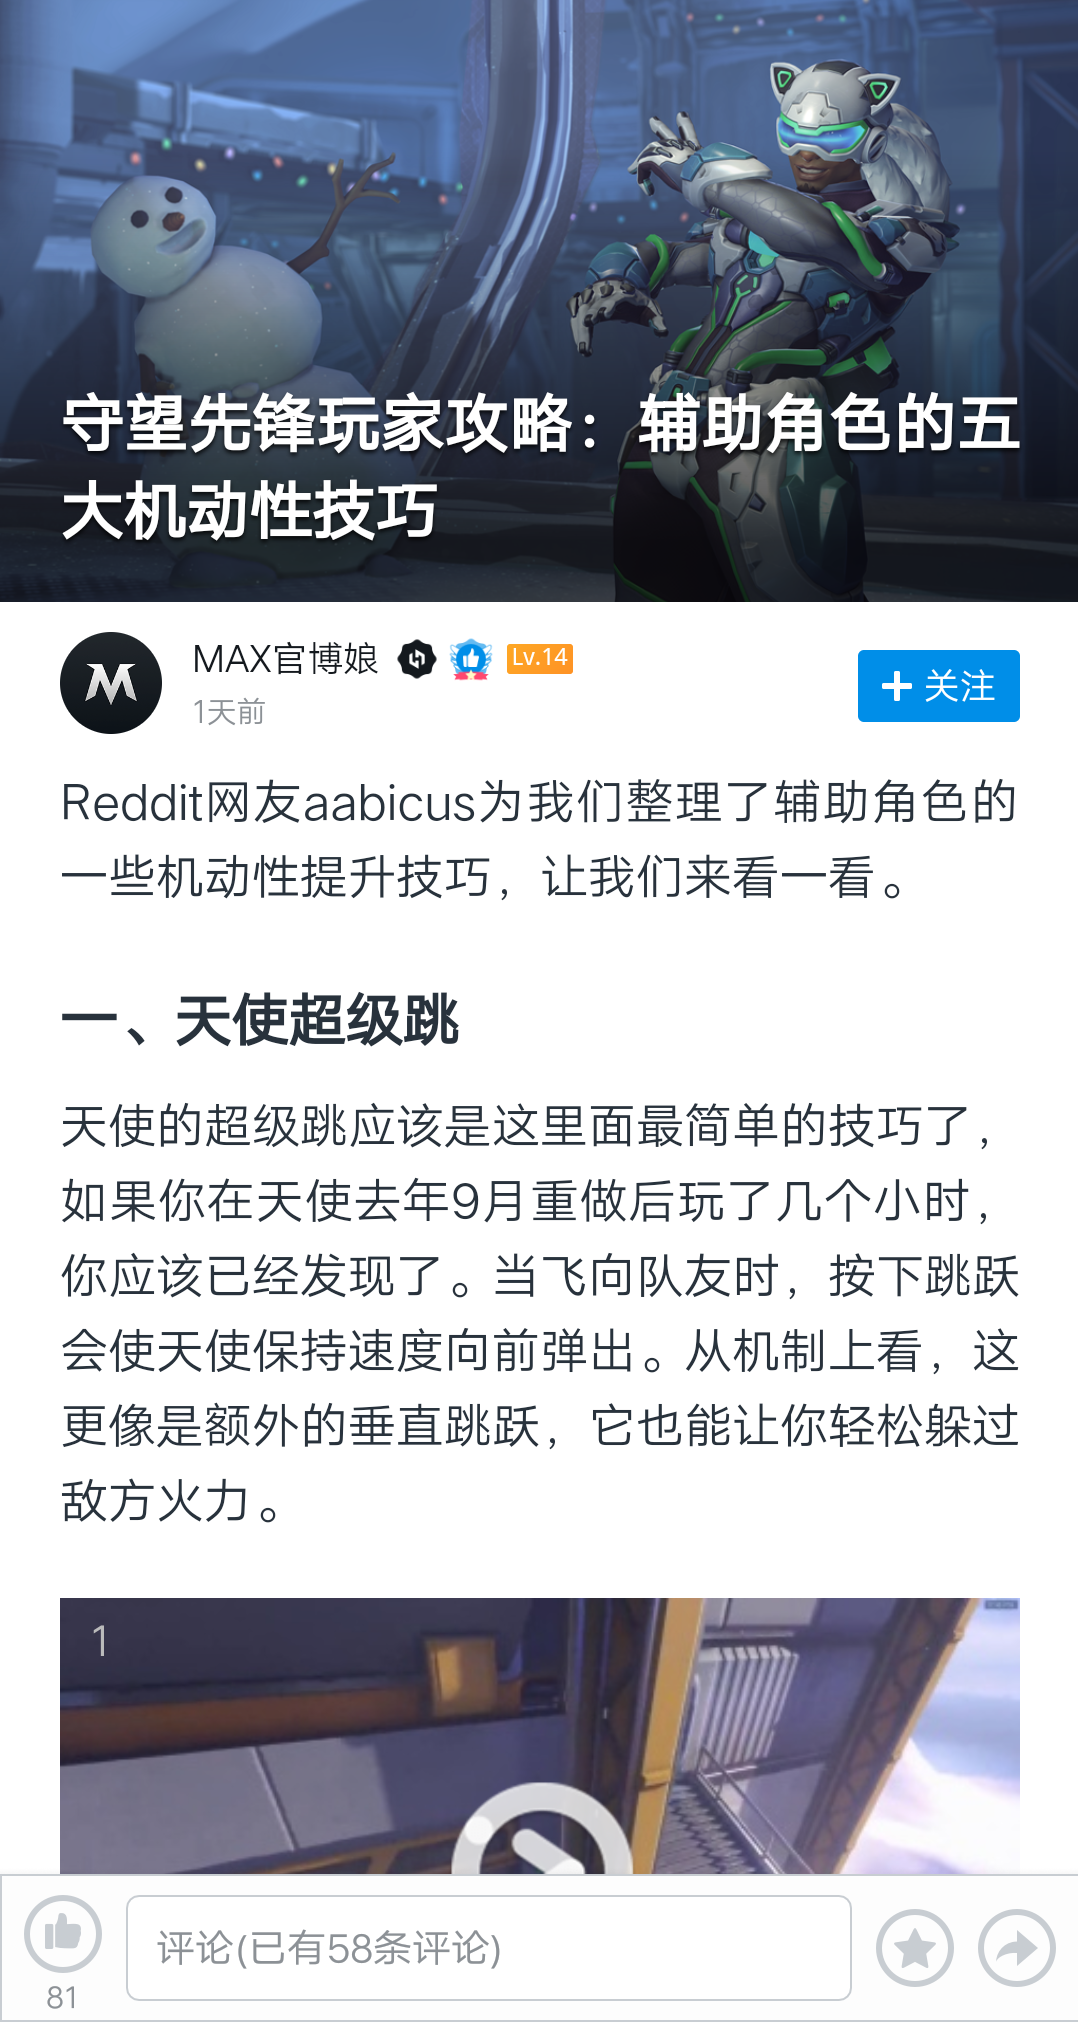 守望先锋玩家攻略：辅助角色的五
大机动性技巧
MAX官博娘 Lv.14
1天前
+ 关注
Reddit网友aabicus为我们整理了辅助角色的
一些机动性提升技巧，让我们来看一看。
一、天使超级跳
天使的超级跳应该是这里面最简单的技巧了，
如果你在天使去年9月重做后玩了几个小时，
你应该已经发现了。当飞向队友时，按下跳跃
会使天使保持速度向前弹出。从机制上看，这
更像是额外的垂直跳跃，它也能让你轻松躲过
敌方火力。
1
评论(已有58条评论)
81